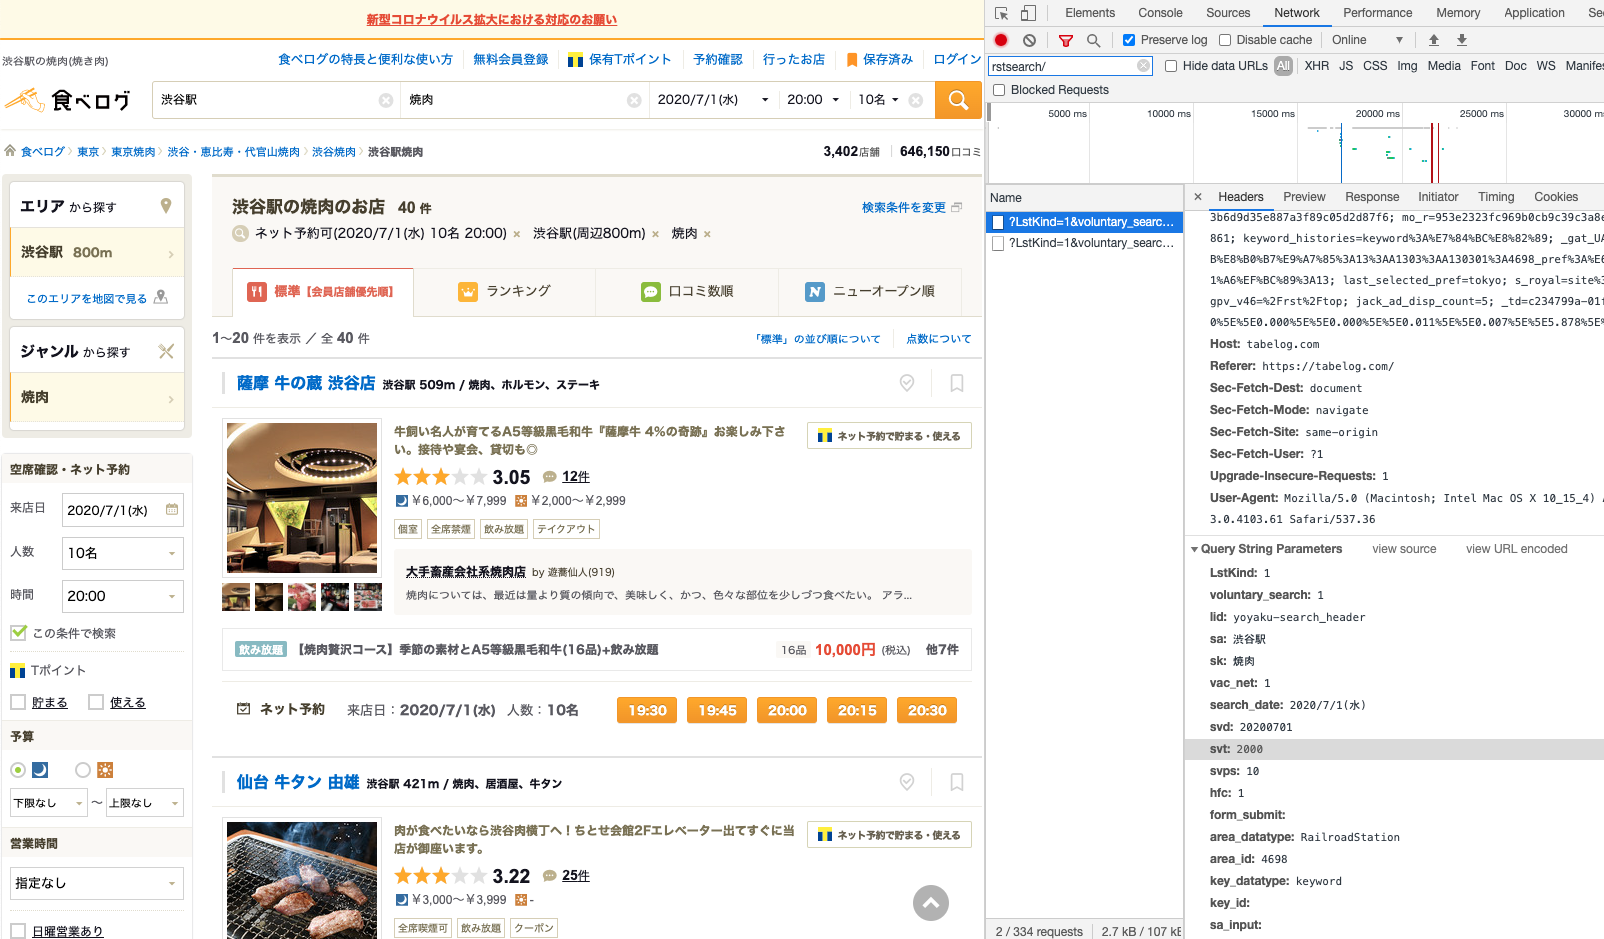 新型コロナウイルス拡大における対応のお願い
渋谷駅の焼肉(焼き肉)
食べログの特長と便利な使い方 無料会員登録 保有Tポイント 予約確認 行ったお店 保存済み ログイン
食べログ
渋谷駅 焼肉 2020/7/1(水) 20:00 10名
食べログ 東京 東京焼肉 渋谷・恵比寿・代官山焼肉 渋谷焼肉 渋谷駅焼肉
3,402店舗 646,150口コミ
エリア から探す
渋谷駅 800m
このエリアを地図で見る
ジャンル から探す
焼肉
空席確認・ネット予約
来店日 2020/7/1(水)
人数 10名
時間 20:00
この条件で検索
Tポイント
貯まる 使える
予算
下限なし ～ 上限なし
営業時間
指定なし
日曜営業あり
渋谷駅の焼肉のお店 40 件
検索条件を変更
ネット予約可(2020/7/1(水) 10名 20:00) × 渋谷駅(周辺800m) × 焼肉 ×
標準【会員店舗優先順】 ランキング 口コミ数順 ニューオープン順
1～20 件を表示 ／ 全 40 件
「標準」の並び順について 点数について
薩摩 牛の蔵 渋谷店 渋谷駅 509m / 焼肉、ホルモン、ステーキ
牛飼い名人が育てるA5等級黒毛和牛『薩摩牛 4%の奇跡』お楽しみ下さ
い。接待や宴会、貸切も◎
ネット予約で貯まる・使える
3.05 12件
￥6,000～￥7,999 ￥2,000～￥2,999
個室 全席禁煙 飲み放題 テイクアウト
大手畜産会社系焼肉店 by 遊蕩仙人(919)
焼肉については、最近は量より質の傾向で、美味しく、かつ、色々な部位を少しづつ食べたい。 アラ...
飲み放題 【焼肉贅沢コース】季節の素材とA5等級黒毛和牛(16品)+飲み放題 16品 10,000円 (税込) 他7件
ネット予約 来店日：2020/7/1(水) 人数：10名 19:30 19:45 20:00 20:15 20:30
仙台 牛タン 由雄 渋谷駅 421m / 焼肉、居酒屋、牛タン
肉が食べたいなら渋谷肉横丁へ！ちとせ会館2Fエレベーター出てすぐに当
店が御座います。
ネット予約で貯まる・使える
3.22 25件
￥3,000～￥3,999 -
全席喫煙可 飲み放題 クーポン
Elements Console Sources Network Performance Memory Application Se
Preserve log Disable cache Online
rstsearch/ Hide data URLs All XHR JS CSS Img Media Font Doc WS Manifes
Blocked Requests
5000 ms 10000 ms 15000 ms 20000 ms 25000 ms 30000 ms
Name
?LstKind=1&voluntary_searc...
?LstKind=1&voluntary_searc...
2 / 334 requests 2.7 kB / 107 kB
× Headers Preview Response Initiator Timing Cookies
3b6d9d35e887a3f89c05d2d87f6; mo_r=953e2323fc969b0cb9c39c3a8e
861; keyword_histories=keyword%3A%E7%84%BC%E8%82%89; _gat_UA
B%E8%B0%B7%E9%A7%85%3A13%3AA1303%3AA130301%3A4698_pref%3A%E6
1%A6%EF%BC%89%3A13; last_selected_pref=tokyo; s_royal=site%3
gpv_v46=%2Frst%2Ftop; jack_ad_disp_count=5; _td=c234799a-01f
0%5E%5E0.000%5E%5E0.000%5E%5E0.011%5E%5E0.007%5E%5E5.878%5E%
Host: tabelog.com
Referer: https://tabelog.com/
Sec-Fetch-Dest: document
Sec-Fetch-Mode: navigate
Sec-Fetch-Site: same-origin
Sec-Fetch-User: ?1
Upgrade-Insecure-Requests: 1
User-Agent: Mozilla/5.0 (Macintosh; Intel Mac OS X 10_15_4) A
3.0.4103.61 Safari/537.36
Query String Parameters view source view URL encoded
LstKind: 1
voluntary_search: 1
lid: yoyaku-search_header
sa: 渋谷駅
sk: 焼肉
vac_net: 1
search_date: 2020/7/1(水)
svd: 20200701
svt: 2000
svps: 10
hfc: 1
form_submit:
area_datatype: RailroadStation
area_id: 4698
key_datatype: keyword
key_id:
sa_input: